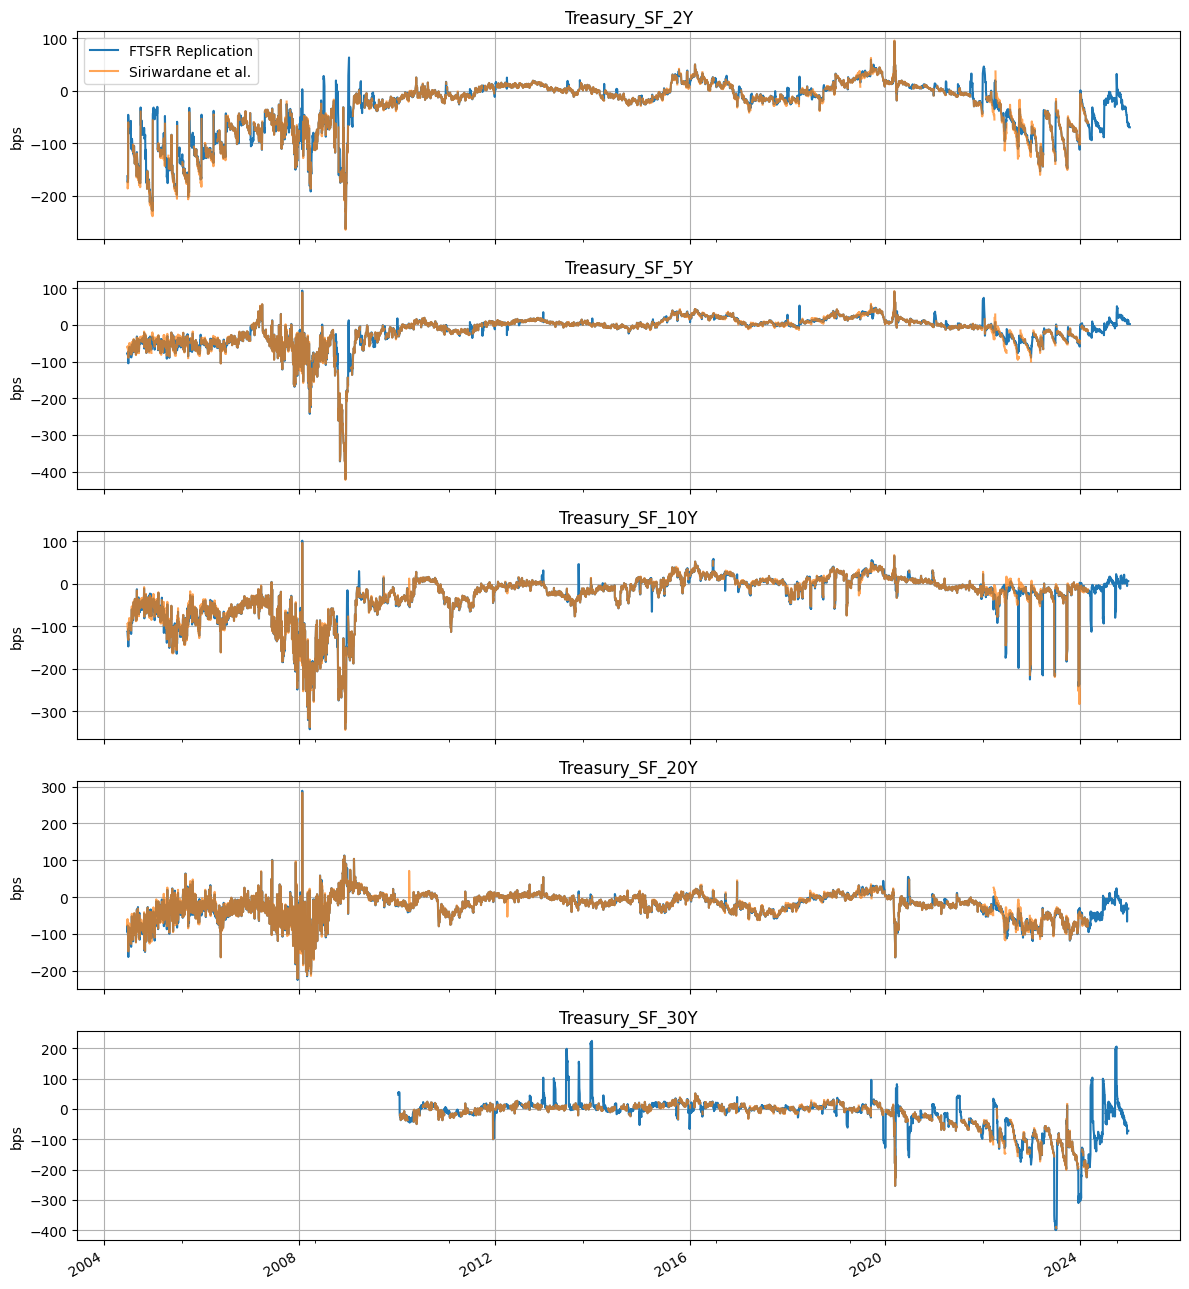 Treasury_SF_2Y
100
0
−100
−200
bps
FTSFR Replication
Siriwardane et al.
Treasury_SF_5Y
100
0
−100
−200
−300
−400
bps
Treasury_SF_10Y
100
0
−100
−200
−300
bps
Treasury_SF_20Y
300
200
100
0
−100
−200
bps
Treasury_SF_30Y
200
100
0
−100
−200
−300
−400
bps
2004
2008
2012
2016
2020
2024